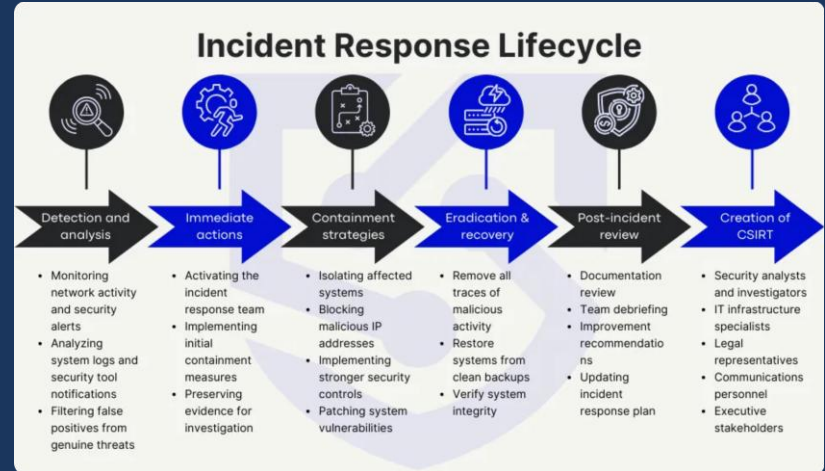 Incident Response Lifecycle
Detection and
analysis
Immediate
actions
Containment
strategies
Eradication &
recovery
Post-incident
review
Creation of
CSIRT
• Monitoring
network activity
and security
alerts
• Analyzing
system logs and
security tool
notifications
• Filtering false
positives from
genuine threats
• Activating the
incident
response team
• Implementing
initial
containment
measures
• Preserving
evidence for
investigation
• Isolating affected
systems
• Blocking
malicious IP
addresses
• Implementing
stronger security
controls
• Patching system
vulnerabilities
• Remove all
traces of
malicious
activity
• Restore
systems from
clean backups
• Verify system
integrity
• Documentation
review
• Team debriefing
• Improvement
recommendatio
ns
• Updating
incident
response plan
• Security analysts
and investigators
• IT infrastructure
specialists
• Legal
representatives
• Communications
personnel
• Executive
stakeholders